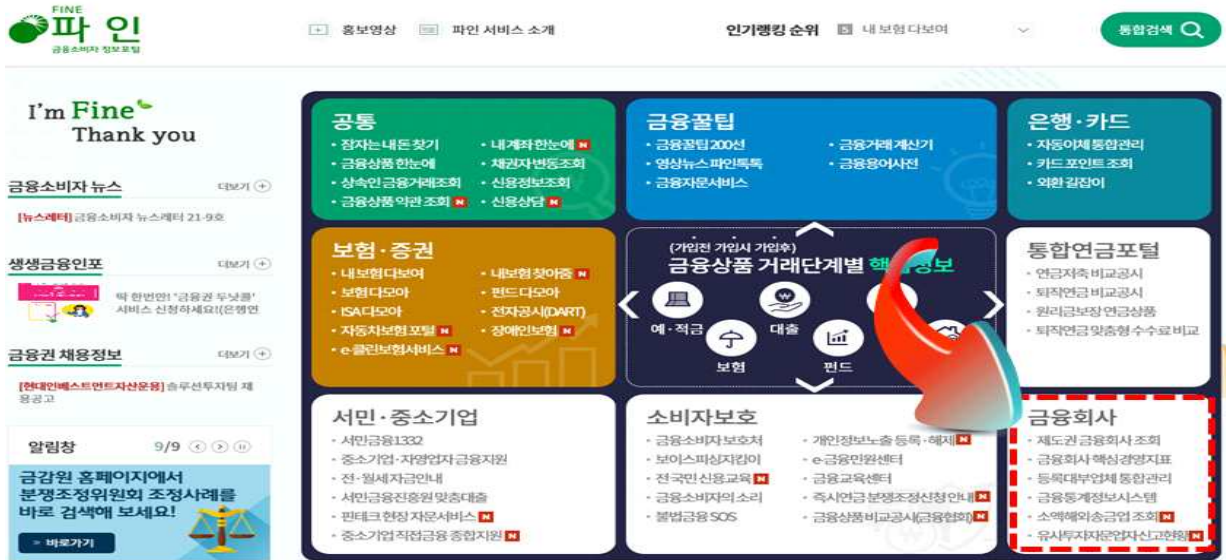 FINE
파인
금융소비자 정보포털
홍보영상
파인 서비스 소개
인기랭킹 순위 5 내 보험 다보여
통합검색
I'm Fine
Thank you
금융소비자 뉴스 더보기
[뉴스레터] 금융소비자 뉴스레터 21-9호
생생금융인포 더보기
딱 한번만! '금융권 두낫콜'
서비스 신청하세요!(은행연
금융권 채용정보 더보기
[현대인베스트먼트자산운용] 솔루션투자팀 채
용공고
알림창 9/9
금감원 홈페이지에서
분쟁조정위원회 조정사례를
바로 검색해 보세요!
» 바로가기
공통
· 잠자는 내 돈 찾기
· 내 계좌 한눈에 N
· 금융상품 한눈에
· 채권자변동조회
· 상속인 금융거래조회
· 신용정보조회
· 금융상품 약관 조회 N
· 신용상담 N
금융꿀팁
· 금융꿀팁 200선
· 금융거래 계산기
· 영상뉴스 파인톡톡
· 금융용어사전
· 금융자문서비스
은행·카드
· 자동이체 통합관리
· 카드 포인트 조회
· 외환 길잡이
보험·증권
· 내 보험 다보여
· 내보험 찾아줌 N
· 보험다모아
· 펀드다모아
· ISA다모아
· 전자공시(DART)
· 자동차보험 포털 N
· 장애인보험 N
· e-클린보험서비스 N
(가입전 가입시 가입후)
금융상품 거래단계별
예·적금
대출
보험
펀드
통합연금포털
· 연금저축 비교공시
· 퇴직연금 비교공시
· 원리금보장 연금상품
· 퇴직연금 맞춤형 수수료 비교
서민·중소기업
· 서민금융1332
· 중소기업·자영업자 금융지원
· 전·월세자금안내
· 서민금융진흥원 맞춤대출
· 핀테크 현장 자문서비스 N
· 중소기업 직접금융 종합지원 N
소비자보호
· 금융소비자 보호처
· 개인정보노출 등록·해제 N
· 보이스피싱지킴이
· e-금융민원센터
· 전국민 신용교육 N
· 금융교육센터
· 금융소비자의 소리
· 즉시연금 분쟁조정신청 안내 N
· 불법금융 SOS
· 금융상품 비교공시(금융협회) N
금융회사
· 제도권 금융회사 조회
· 금융회사 핵심경영지표
· 등록대부업체 통합관리
· 금융통계정보시스템
· 소액해외송금업 조회 N
· 유사투자자문업자 신고현황 N